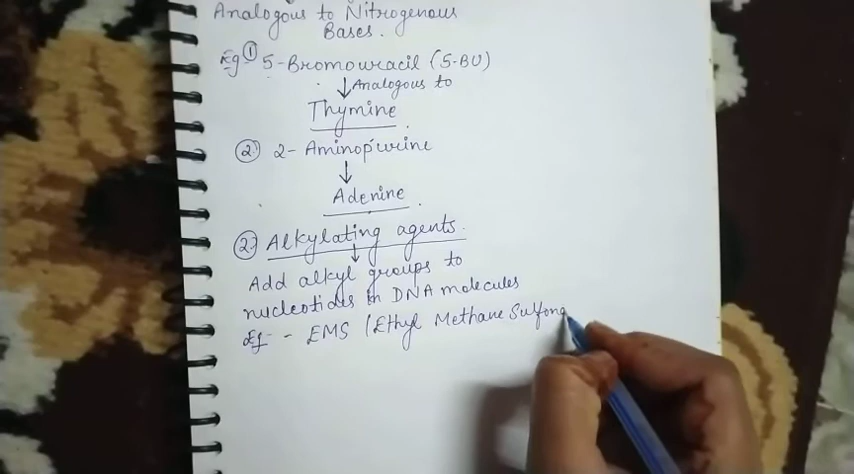 Analogous to Nitrogenous
Bases.
Eg- ① 5-Bromouracil (5-BU)
↓ Analogous to
Thymine
② 2-Aminopurine
↓
Adenine
② Alkylating agents.
↓
Add alkyl groups to
nucleotides in DNA molecules
Eg- - EMS (Ethyl Methane Sulfona